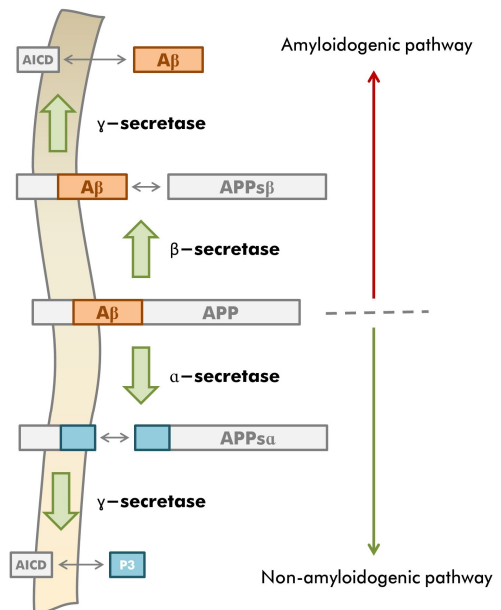 Amyloidogenic pathway
AICD
Aβ
γ–secretase
Aβ
APPsβ
β–secretase
Aβ
APP
α–secretase
APPsα
γ–secretase
AICD
P3
Non-amyloidogenic pathway